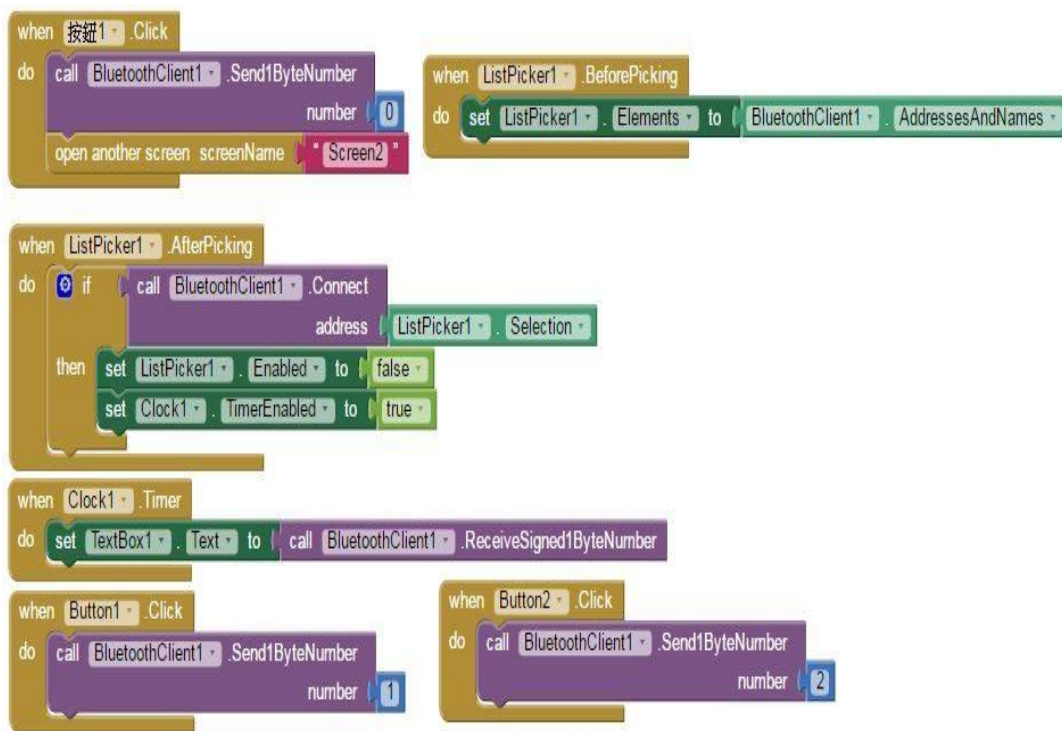 when 按鈕1 .Click
do call BluetoothClient1 .Send1ByteNumber
number 0
open another screen screenName " Screen2 "
when ListPicker1 .BeforePicking
do set ListPicker1 . Elements to BluetoothClient1 . AddressesAndNames
when ListPicker1 .AfterPicking
do if call BluetoothClient1 .Connect
address ListPicker1 . Selection
then set ListPicker1 . Enabled to false
set Clock1 . TimerEnabled to true
when Clock1 .Timer
do set TextBox1 . Text to call BluetoothClient1 .ReceiveSigned1ByteNumber
when Button1 .Click
do call BluetoothClient1 .Send1ByteNumber
number 1
when Button2 .Click
do call BluetoothClient1 .Send1ByteNumber
number 2